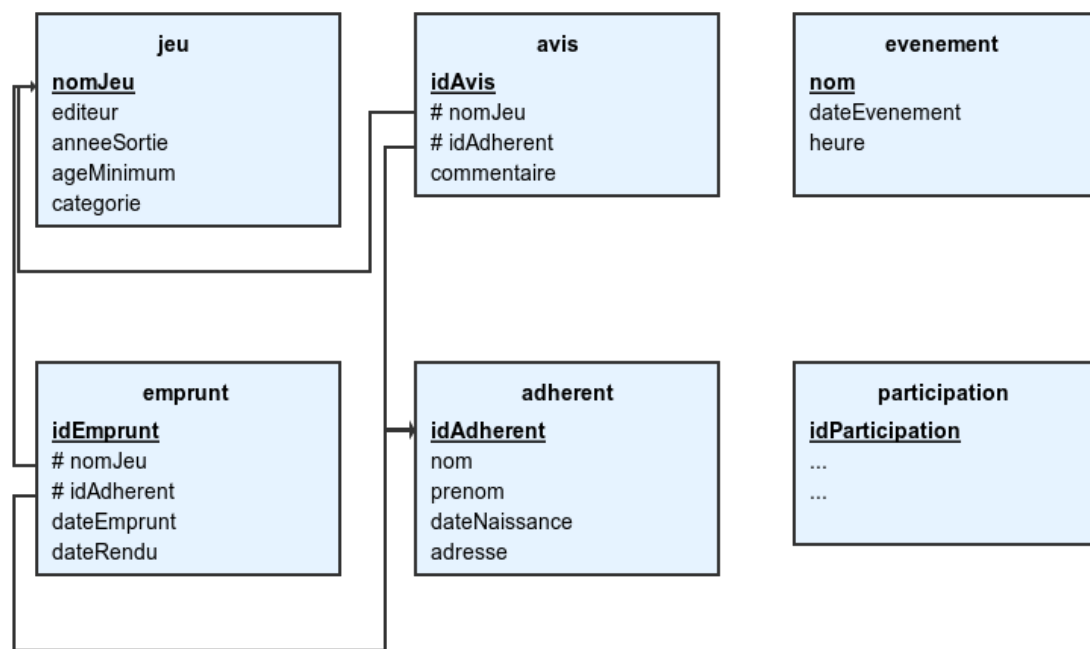 jeu
nomJeu
editeur
anneeSortie
ageMinimum
categorie
avis
idAvis
# nomJeu
# idAdherent
commentaire
evenement
nom
dateEvenement
heure
emprunt
idEmprunt
# nomJeu
# idAdherent
dateEmprunt
dateRendu
adherent
idAdherent
nom
prenom
dateNaissance
adresse
participation
idParticipation
...
...